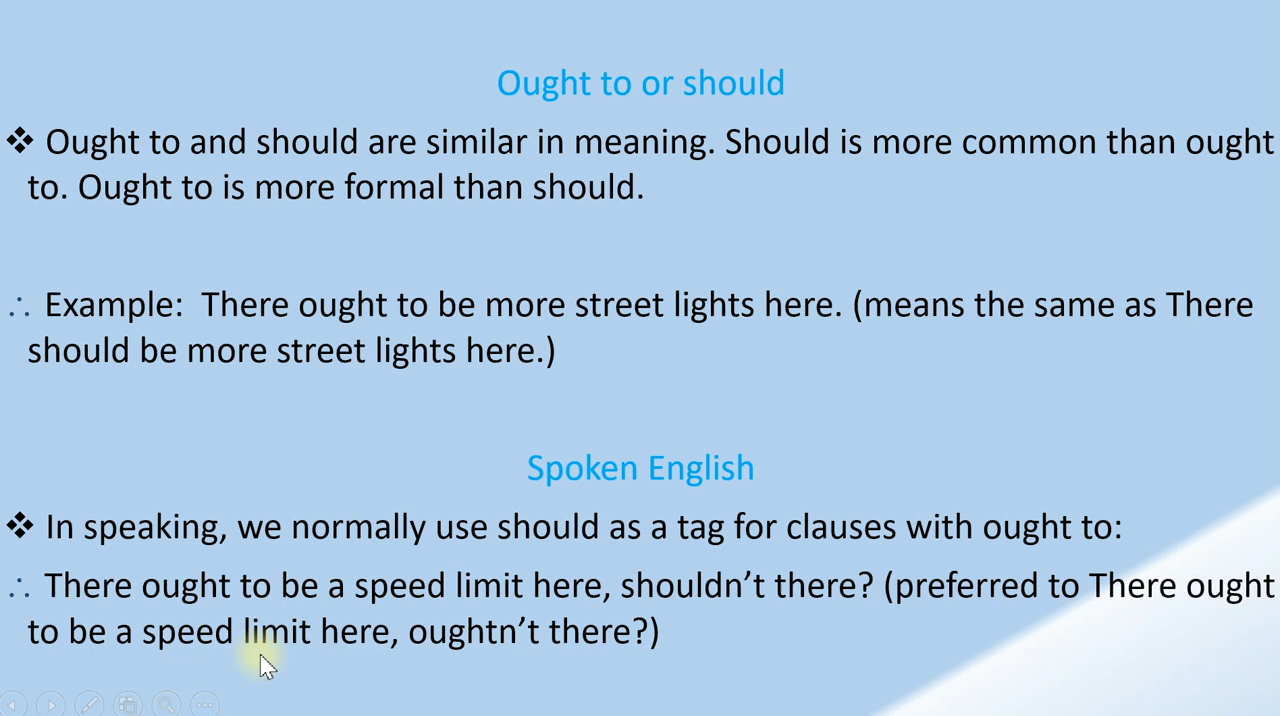 Ought to or should
❖ Ought to and should are similar in meaning. Should is more common than ought
to. Ought to is more formal than should.
∴ Example:  There ought to be more street lights here. (means the same as There
should be more street lights here.)
Spoken English
❖ In speaking, we normally use should as a tag for clauses with ought to:
∴ There ought to be a speed limit here, shouldn’t there? (preferred to There ought
to be a speed limit here, oughtn’t there?)